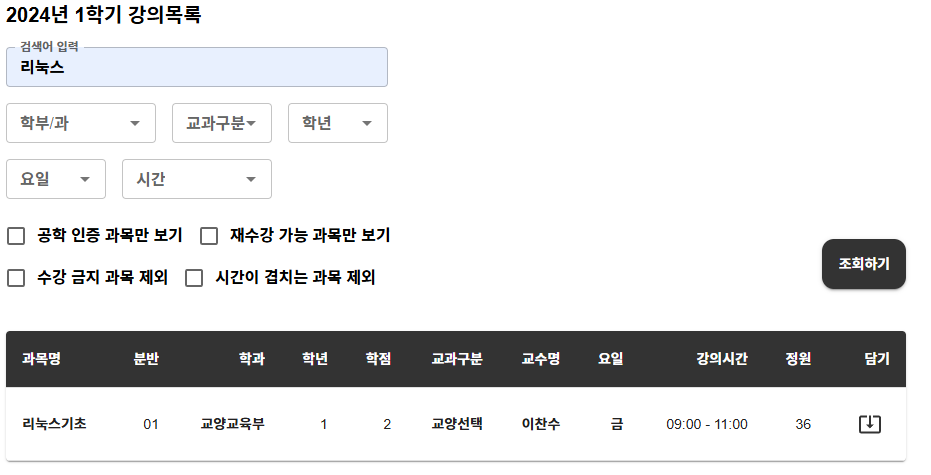 2024년 1학기 강의목록
검색어 입력
리눅스
학부/과 교과구분 학년
요일 시간
공학 인증 과목만 보기 재수강 가능 과목만 보기
수강 금지 과목 제외 시간이 겹치는 과목 제외
조회하기
과목명 분반 학과 학년 학점 교과구분 교수명 요일 강의시간 정원 담기
리눅스기초 01 교양교육부 1 2 교양선택 이찬수 금 09:00 - 11:00 36